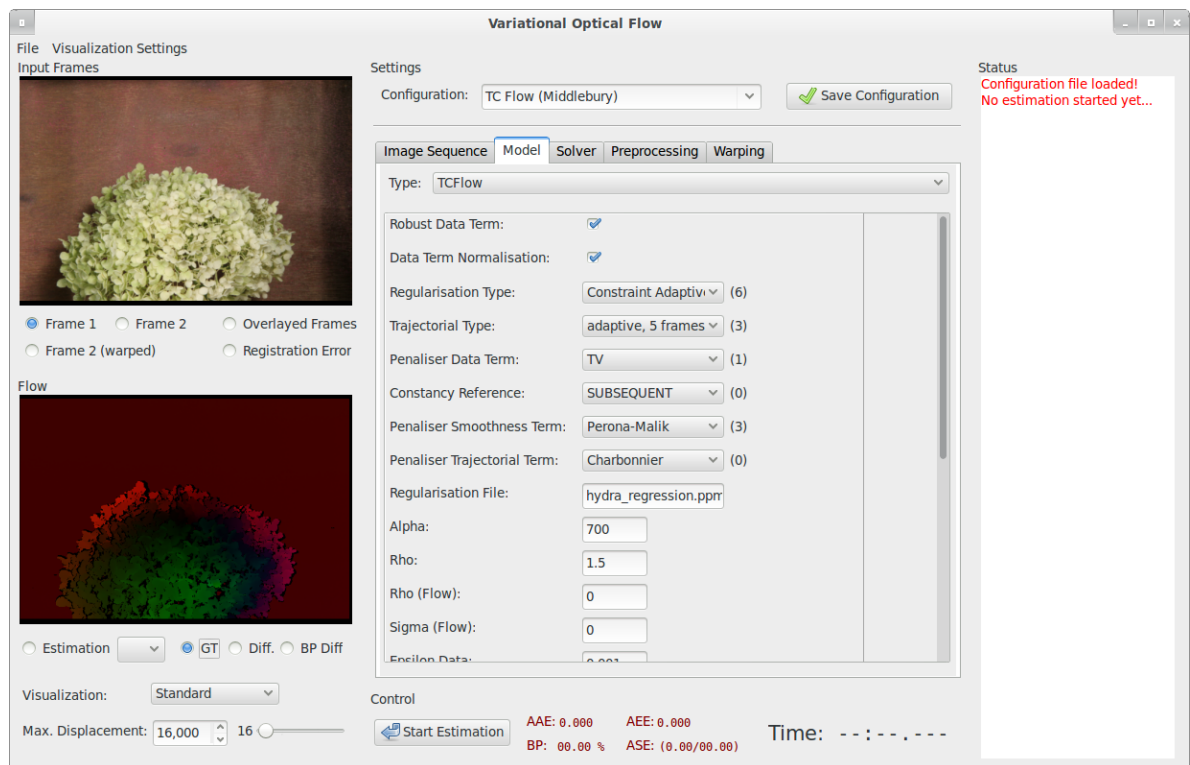 Variational Optical Flow
File Visualization Settings
Input Frames
Frame 1 Frame 2 Overlayed Frames
Frame 2 (warped) Registration Error
Flow
Estimation GT Diff. BP Diff
Visualization: Standard
Max. Displacement: 16,000 16
Settings
Configuration: TC Flow (Middlebury) Save Configuration
Image Sequence Model Solver Preprocessing Warping
Type: TCFlow
Robust Data Term:
Data Term Normalisation:
Regularisation Type: Constraint Adaptiv (6)
Trajectorial Type: adaptive, 5 frames (3)
Penaliser Data Term: TV (1)
Constancy Reference: SUBSEQUENT (0)
Penaliser Smoothness Term: Perona-Malik (3)
Penaliser Trajectorial Term: Charbonnier (0)
Regularisation File: hydra_regression.ppm
Alpha: 700
Rho: 1.5
Rho (Flow): 0
Sigma (Flow): 0
Epsilon Data: 0.001
Control
Start Estimation
AAE: 0.000 AEE: 0.000
BP: 00.00 % ASE: (0.00/00.00)
Time: --:--.---
Status
Configuration file loaded!
No estimation started yet...